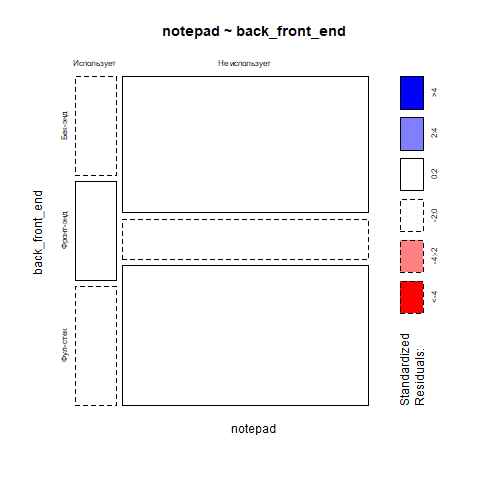 notepad ~ back_front_end
Использует
Не использует
Бек-энд
Фронт-энд
Фул-стек
back_front_end
notepad
>4
2:4
0:2
-2:0
-4:-2
<-4
Standardized
Residuals: